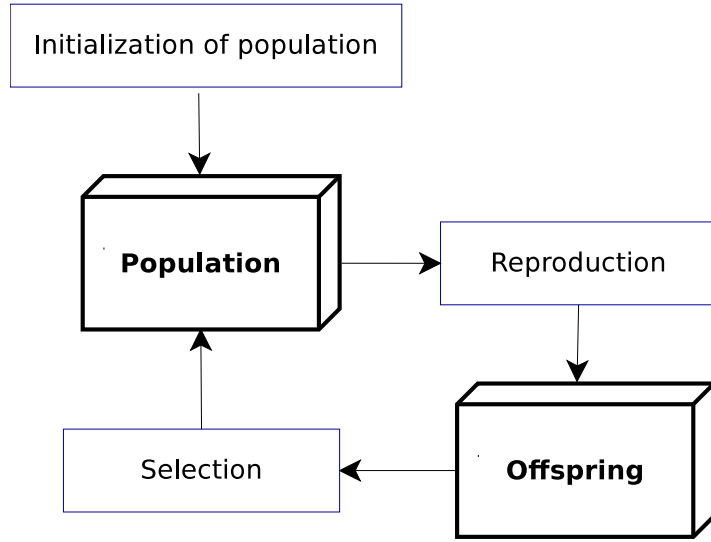 Initialization of population
Population
Reproduction
Selection
Offspring